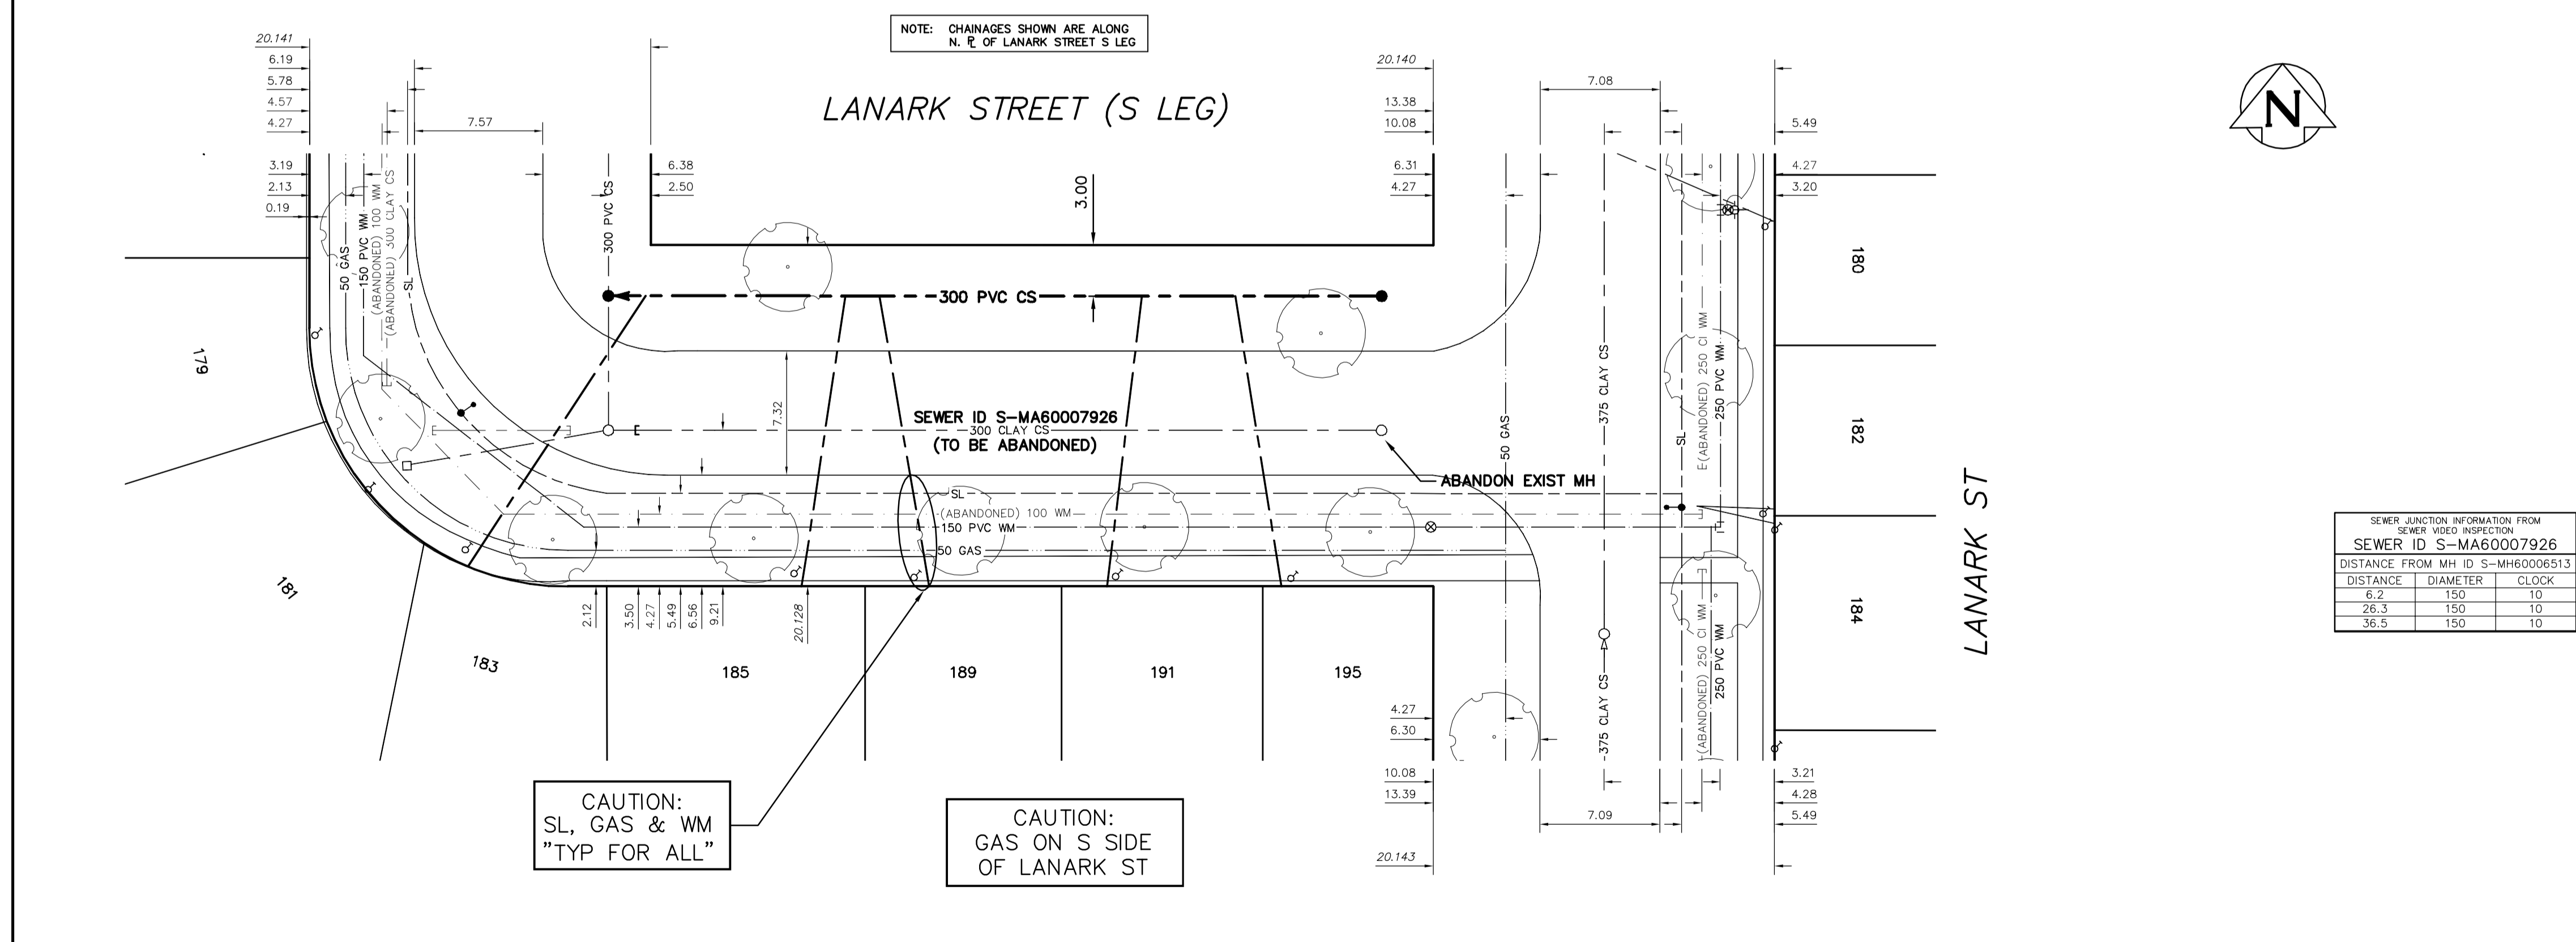 NOTE: CHAINAGES SHOWN ARE ALONG
N. PL OF LANARK STREET S LEG
LANARK STREET (S LEG)
N
20.141
6.19
5.78
4.57
4.27
3.19
2.13
0.19
7.57
6.38
2.50
3.00
20.140
13.38
10.08
6.31
4.27
7.08
5.49
4.27
3.20
50 GAS
150 PVC WM
(ABANDONED) 100 WM
(ABANDONED) 300 CLAY CS
SL
300 PVC CS
300 PVC CS
7.32
SEWER ID S-MA60007926
300 CLAY CS
(TO BE ABANDONED)
E
ABANDON EXIST MH
50 GAS
375 CLAY CS
SL
E(ABANDONED) 250 CI WM
250 PVC WM
SL
(ABANDONED) 100 WM
150 PVC WM
50 GAS
2.12
3.50
4.27
5.49
6.56
9.21
20.128
179
181
183
185
189
191
195
180
182
184
LANARK ST
375 CLAY CS
(ABANDONED) 250 CI WM
250 PVC WM
4.27
6.30
10.08
13.39
20.143
7.09
3.21
4.28
5.49
CAUTION:
SL, GAS & WM
"TYP FOR ALL"
CAUTION:
GAS ON S SIDE
OF LANARK ST
SEWER JUNCTION INFORMATION FROM
SEWER VIDEO INSPECTION
SEWER ID S-MA60007926
DISTANCE FROM MH ID S-MH60006513
DISTANCE DIAMETER CLOCK
6.2 150 10
26.3 150 10
36.5 150 10